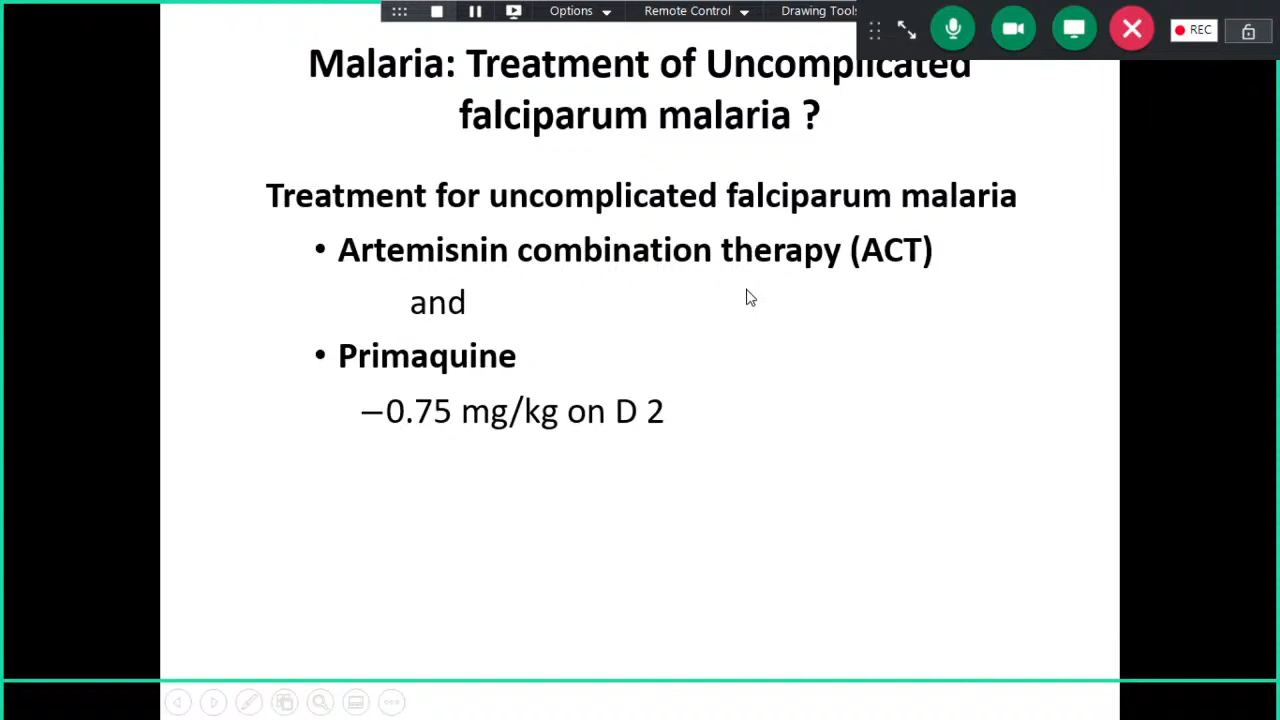 Options
Remote Control
Drawing Tools
REC
Malaria: Treatment of Uncomplicated
falciparum malaria ?
Treatment for uncomplicated falciparum malaria
• Artemisnin combination therapy (ACT)
and
• Primaquine
–0.75 mg/kg on D 2